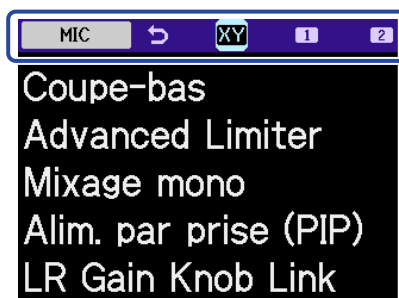 MIC XY 1 2
Coupe-bas
Advanced Limiter
Mixage mono
Alim. par prise (PIP)
LR Gain Knob Link